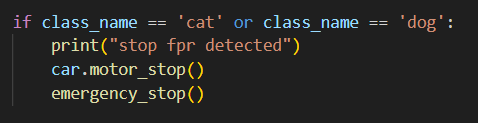 if class_name == 'cat' or class_name == 'dog':
    print("stop fpr detected")
    car.motor_stop()
    emergency_stop()